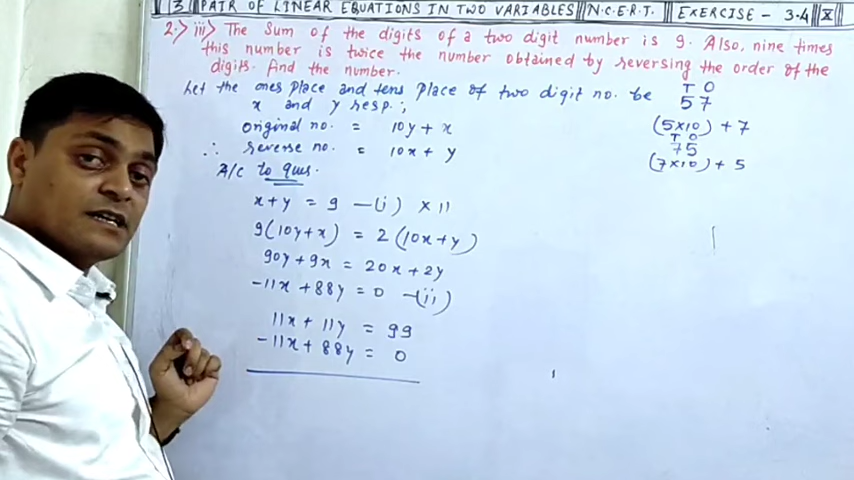 3 PAIR OF LINEAR EQUATIONS IN TWO VARIABLES N.C.E.R.T. EXERCISE - 3.4 X
2.> iii> The Sum of the digits of a two digit number is 9. Also, nine times
this number is twice the number obtained by reversing the order of the
digits. find the number.
Let the ones place and tens place of two digit no. be
x and y resp.;
original no. = 10y + x
∴ reverse no. = 10x + y
A/c to ques.
x + y = 9 —(i) × 11
9(10y+x) = 2(10x+y)
90y + 9x = 20x + 2y
-11x + 88y = 0 —(ii)
11x + 11y = 99
-11x + 88y = 0
T O
57
(5×10) + 7
T O
75
(7×10) + 5